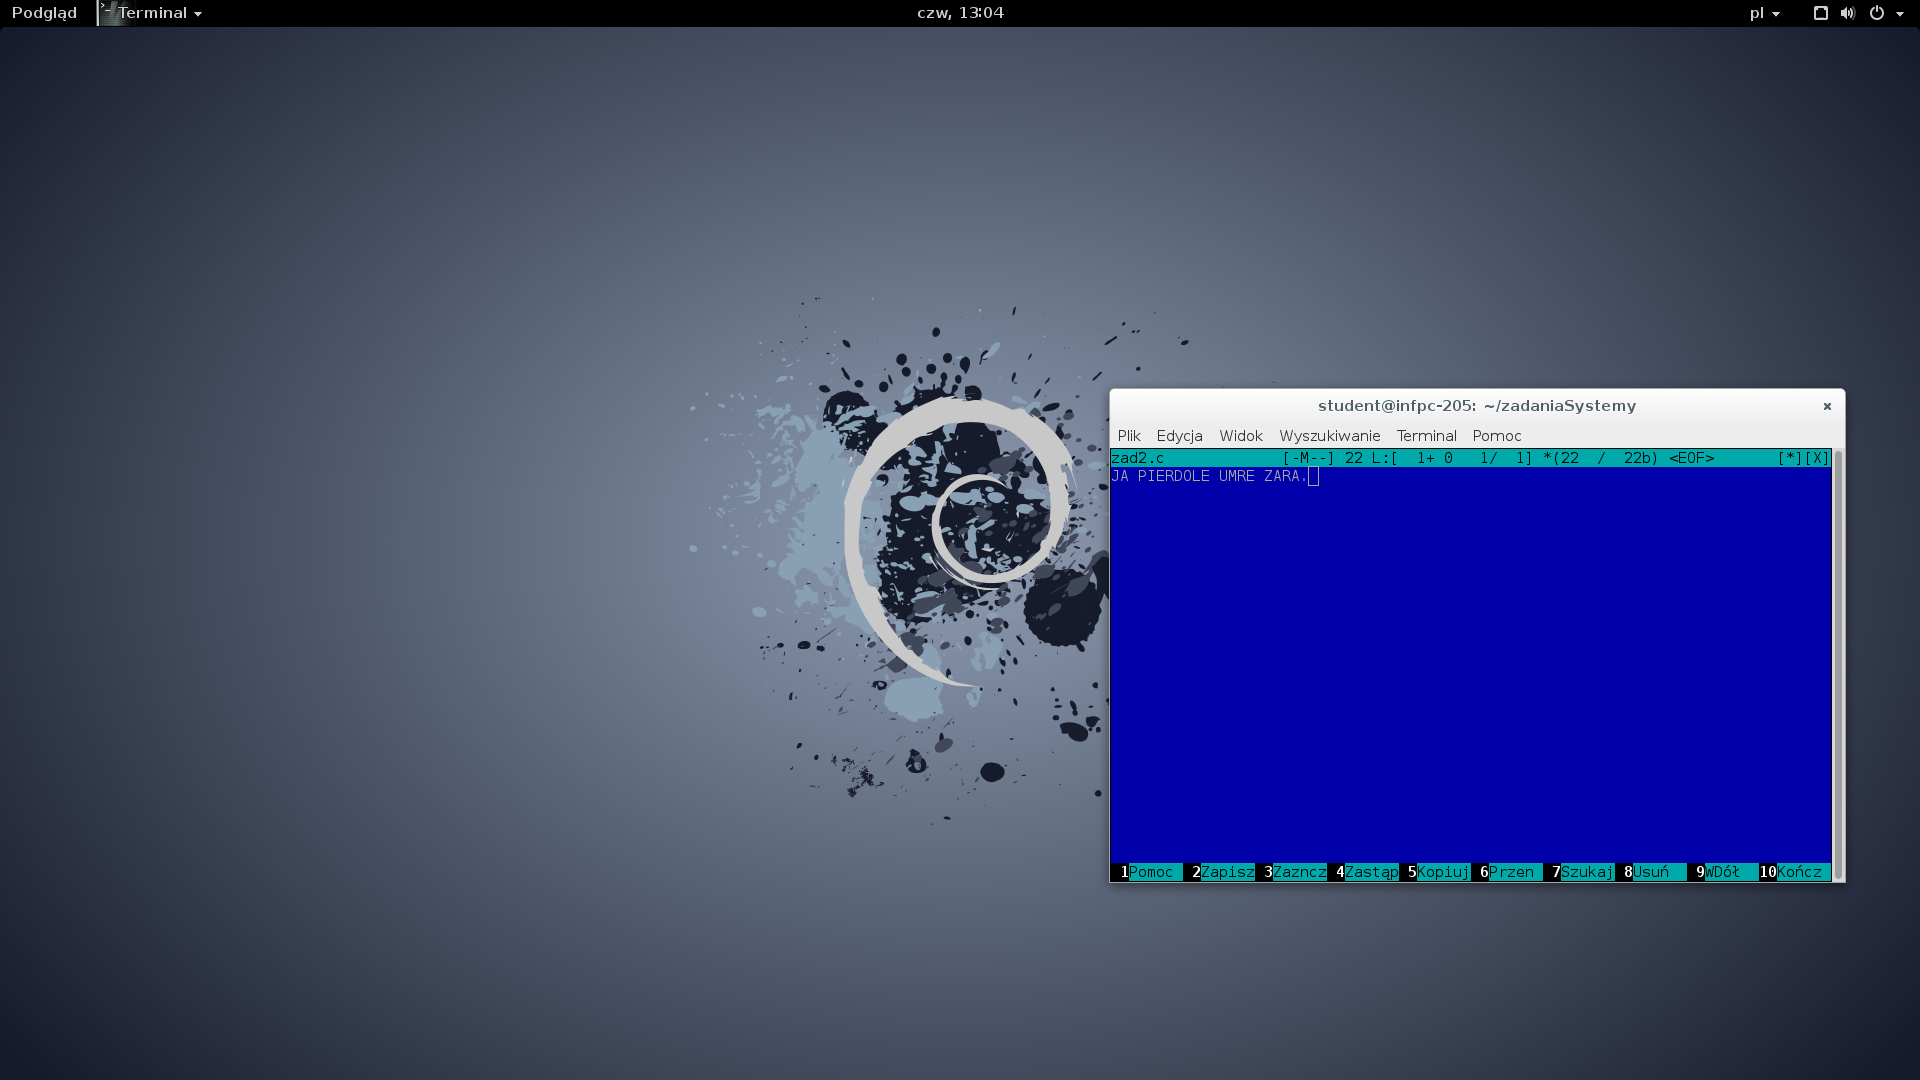 Podgląd Terminal czw, 13:04 pl
student@infpc-205: ~/zadaniaSystemy
Plik Edycja Widok Wyszukiwanie Terminal Pomoc
zad2.c [-M--] 22 L:[ 1+ 0 1/ 1] *(22 / 22b) <EOF> [*][X]
JA PIERDOLE UMRE ZARA.
1Pomoc 2Zapisz 3Zazncz 4Zastąp 5Kopiuj 6Przen 7Szukaj 8Usuń 9WDół 10Kończ